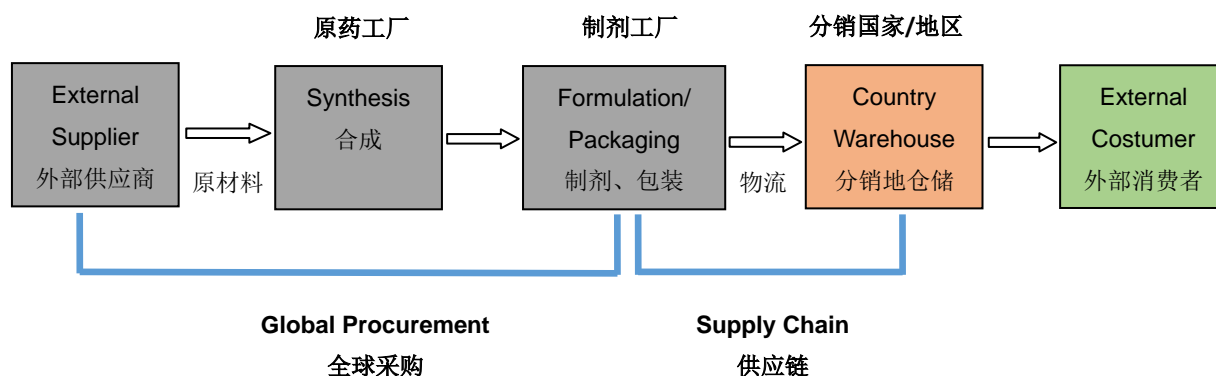 原药工厂
制剂工厂
分销国家/地区
External
Supplier
外部供应商
原材料
Synthesis
合成
Formulation/
Packaging
制剂、包装
物流
Country
Warehouse
分销地仓储
External
Costumer
外部消费者
Global Procurement
全球采购
Supply Chain
供应链